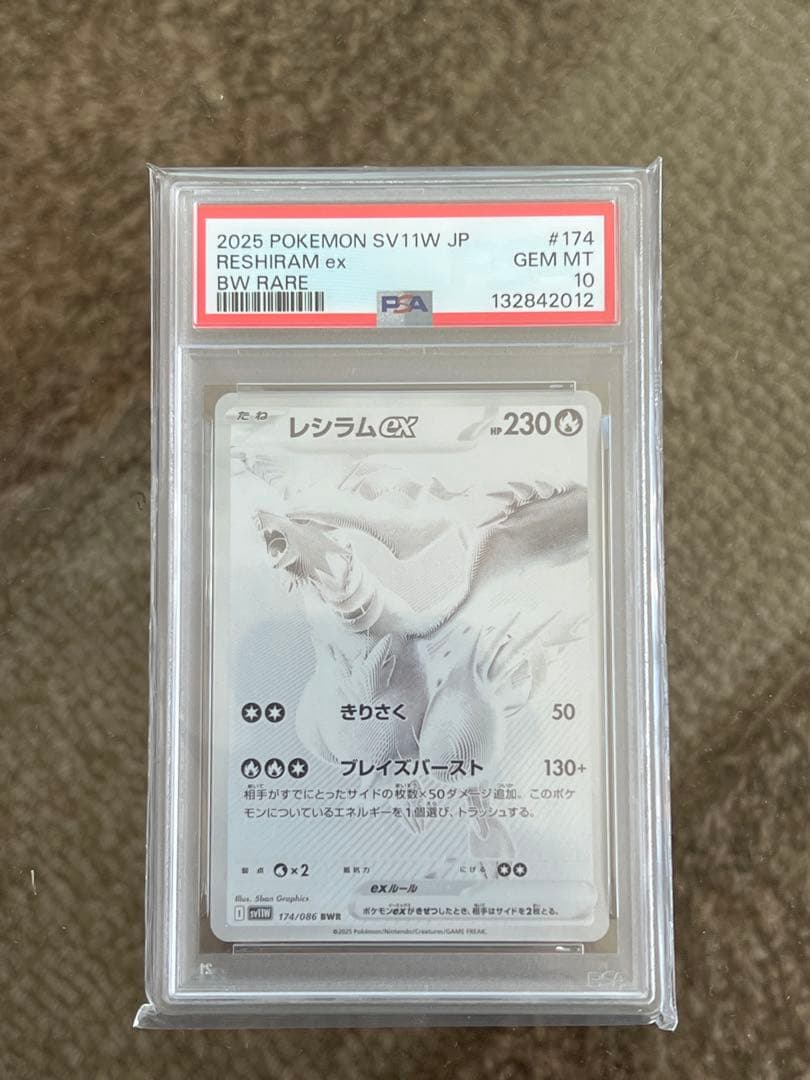 2025 POKEMON SV11W JP #174
RESHIRAM ex GEM MT
BW RARE 10
PSA 132842012
たね レシラムex HP230
きりさく 50
ブレイズバースト 130+
相手がすでにとったサイドの枚数×50ダメージ追加。このポケ
モンについているエネルギーを1個選び、トラッシュする。
弱点 ×2 抵抗力 にげる
exルール
ポケモンexがきぜつしたとき、相手はサイドを2枚とる。
Illus. 5ban Graphics
I sv11W 174/086 BWR
©2025 Pokémon/Nintendo/Creatures/GAME FREAK.
PSA